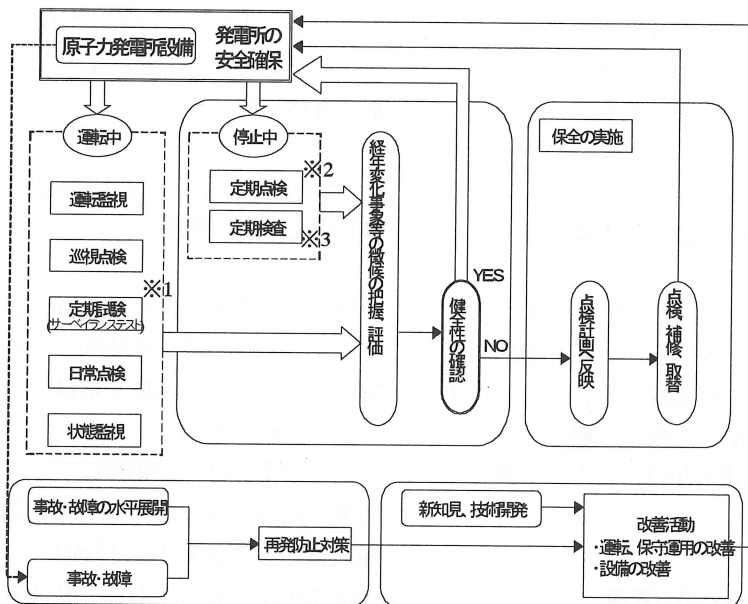 原子力発電所設備
発電所の
安全確保
運転中
停止中
運転監視
巡視点検
※1
定期試験
(サーベイランステスト)
日常点検
状態監視
※2
定期点検
定期検査
※3
経年変化事象等の徴候の把握、評価
健全性の確認
YES
NO
保全の実施
点検計画へ反映
点検、補修、取替
事故・故障の水平展開
事故・故障
再発防止対策
新知見、技術開発
改善活動
・運転、保守運用の改善
・設備の改善